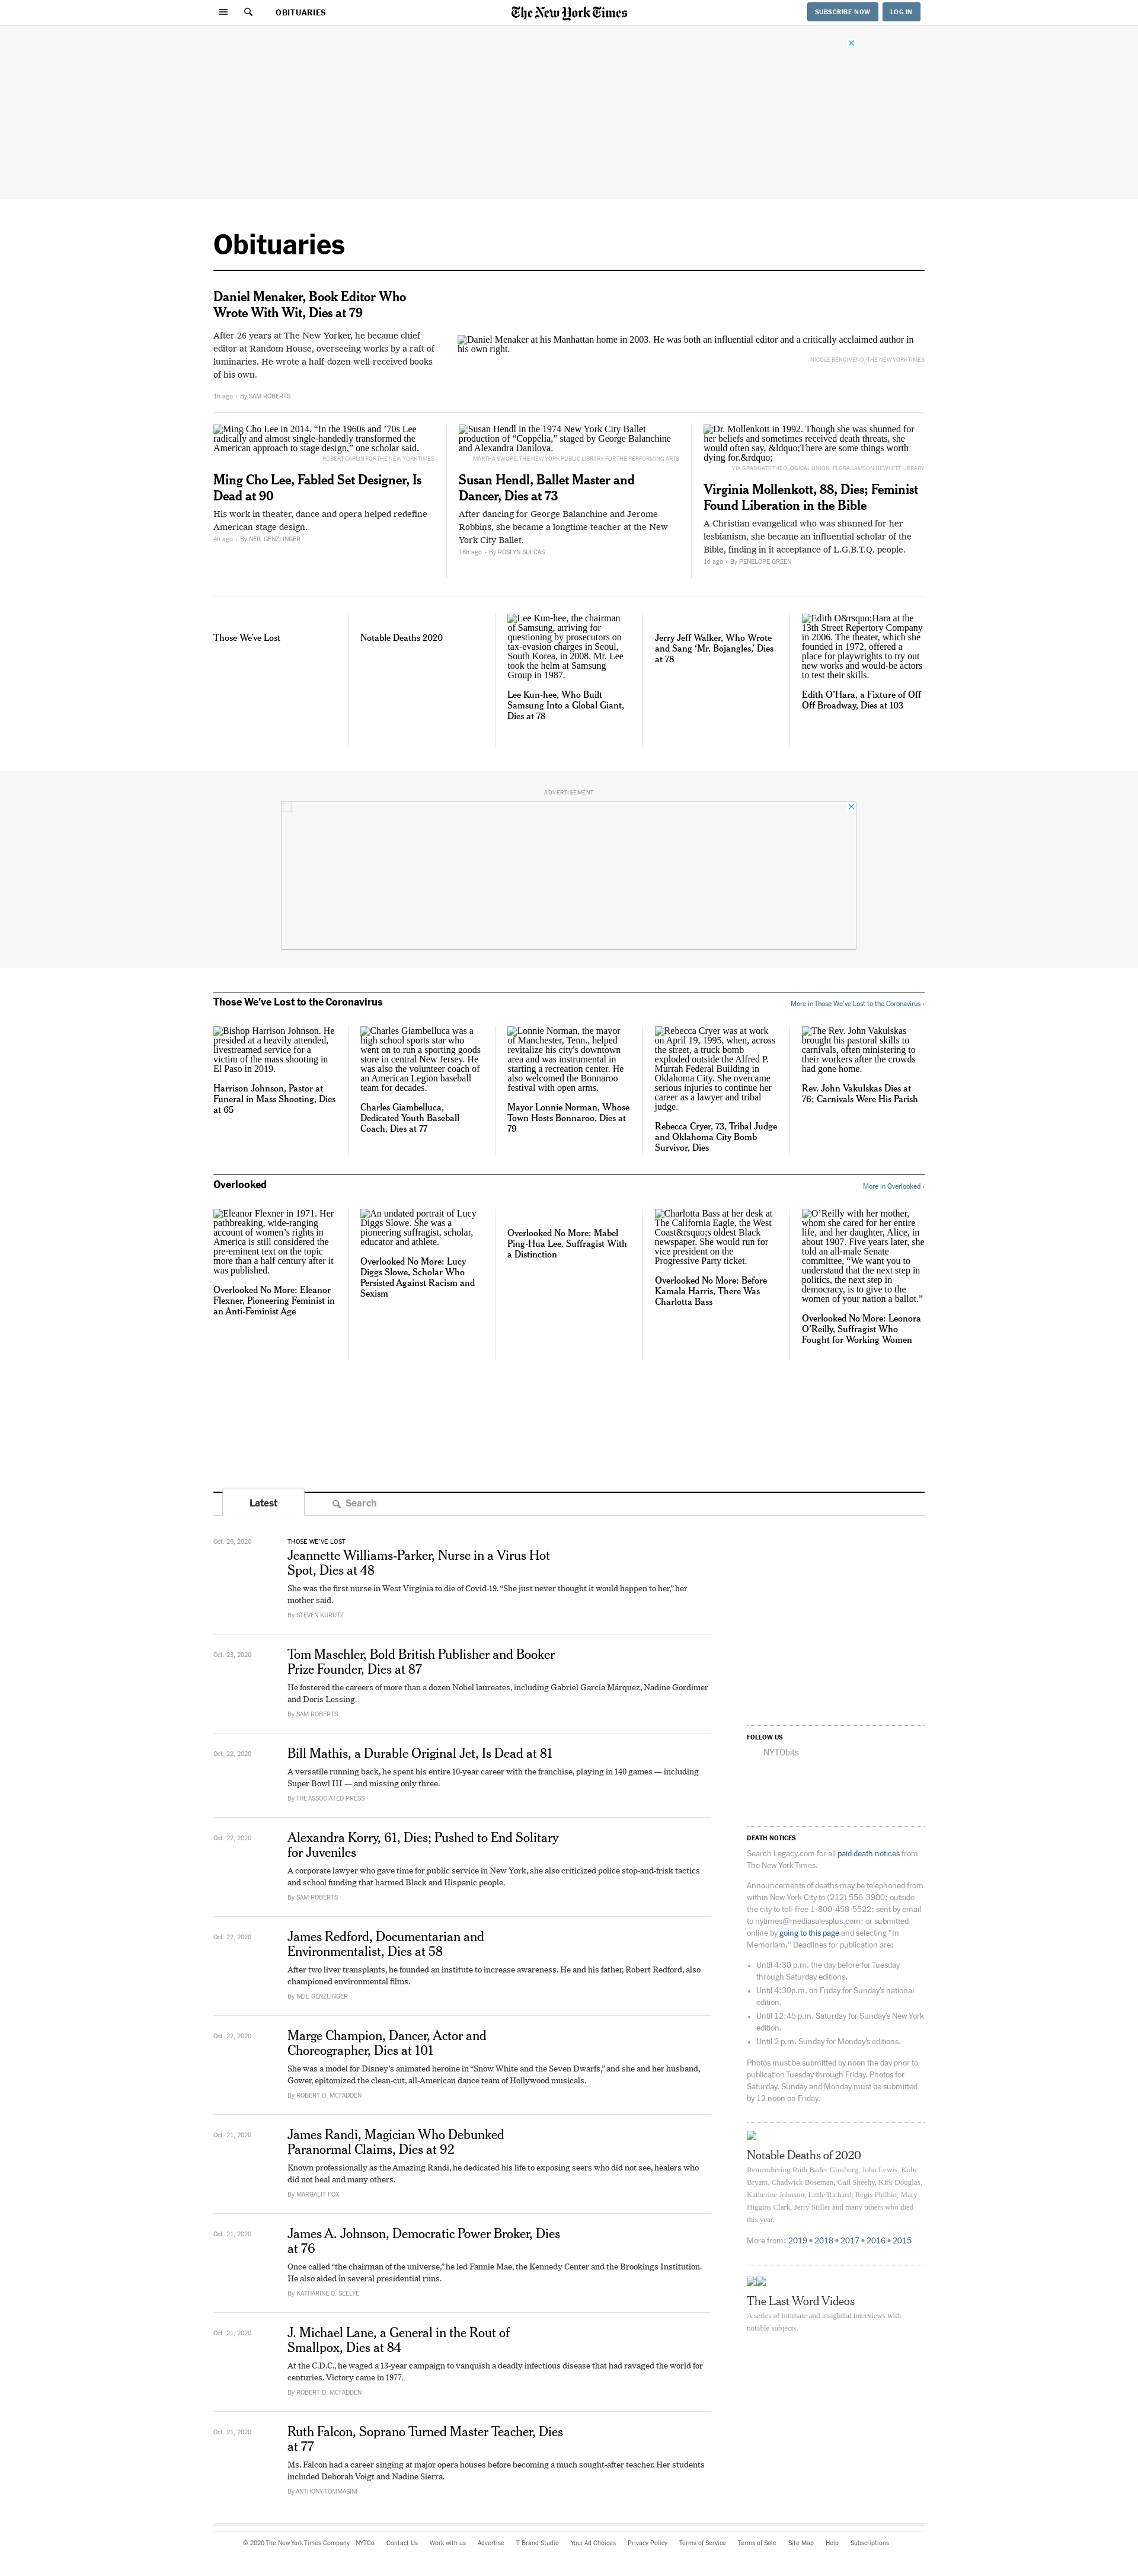 OBITUARIES
The New York Times
SUBSCRIBE NOW
LOG IN
Obituaries
Daniel Menaker, Book Editor Who
Wrote With Wit, Dies at 79
After 26 years at The New Yorker, he became chief
editor at Random House, overseeing works by a raft of
luminaries. He wrote a half-dozen well-received books
of his own.
1h ago • By SAM ROBERTS
Daniel Menaker at his Manhattan home in 2003. He was both an influential editor and a critically acclaimed author in
his own right.
NICOLE BENGIVENO/THE NEW YORK TIMES
Ming Cho Lee in 2014. “In the 1960s and ’70s Lee
radically and almost single-handedly transformed the
American approach to stage design,” one scholar said.
ROBERT CAPLIN FOR THE NEW YORK TIMES
Ming Cho Lee, Fabled Set Designer, Is
Dead at 90
His work in theater, dance and opera helped redefine
American stage design.
4h ago • By NEIL GENZLINGER
Susan Hendl in the 1974 New York City Ballet
production of “Coppélia,” staged by George Balanchine
and Alexandra Danilova.
MARTHA SWOPE, THE NEW YORK PUBLIC LIBRARY FOR THE PERFORMING ARTS
Susan Hendl, Ballet Master and
Dancer, Dies at 73
After dancing for George Balanchine and Jerome
Robbins, she became a longtime teacher at the New
York City Ballet.
16h ago • By ROSLYN SULCAS
Dr. Mollenkott in 1992. Though she was shunned for
her beliefs and sometimes received death threats, she
would often say, &ldquo;There are some things worth
dying for.&rdquo;
VIA GRADUATE THEOLOGICAL UNION. FLORA LAMSON HEWLETT LIBRARY
Virginia Mollenkott, 88, Dies; Feminist
Found Liberation in the Bible
A Christian evangelical who was shunned for her
lesbianism, she became an influential scholar of the
Bible, finding in it acceptance of L.G.B.T.Q. people.
1d ago • By PENELOPE GREEN
Those We’ve Lost
Notable Deaths 2020
Lee Kun-hee, the chairman
of Samsung, arriving for
questioning by prosecutors on
tax-evasion charges in Seoul,
South Korea, in 2008. Mr. Lee
took the helm at Samsung
Group in 1987.
Lee Kun-hee, Who Built
Samsung Into a Global Giant,
Dies at 78
Jerry Jeff Walker, Who Wrote
and Sang ‘Mr. Bojangles,’ Dies
at 78
Edith O&rsquo;Hara at the
13th Street Repertory Company
in 2006. The theater, which she
founded in 1972, offered a
place for playwrights to try out
new works and would-be actors
to test their skills.
Edith O’Hara, a Fixture of Off
Off Broadway, Dies at 103
ADVERTISEMENT
Those We’ve Lost to the Coronavirus
More in Those We’ve Lost to the Coronavirus ›
Bishop Harrison Johnson. He
presided at a heavily attended,
livestreamed service for a
victim of the mass shooting in
El Paso in 2019.
Harrison Johnson, Pastor at
Funeral in Mass Shooting, Dies
at 65
Charles Giambelluca was a
high school sports star who
went on to run a sporting goods
store in central New Jersey. He
was also the volunteer coach of
an American Legion baseball
team for decades.
Charles Giambelluca,
Dedicated Youth Baseball
Coach, Dies at 77
Lonnie Norman, the mayor
of Manchester, Tenn., helped
revitalize his city's downtown
area and was instrumental in
starting a recreation center. He
also welcomed the Bonnaroo
festival with open arms.
Mayor Lonnie Norman, Whose
Town Hosts Bonnaroo, Dies at
79
Rebecca Cryer was at work
on April 19, 1995, when, across
the street, a truck bomb
exploded outside the Alfred P.
Murrah Federal Building in
Oklahoma City. She overcame
serious injuries to continue her
career as a lawyer and tribal
judge.
Rebecca Cryer, 73, Tribal Judge
and Oklahoma City Bomb
Survivor, Dies
The Rev. John Vakulskas
brought his pastoral skills to
carnivals, often ministering to
their workers after the crowds
had gone home.
Rev. John Vakulskas Dies at
76; Carnivals Were His Parish
Overlooked
More in Overlooked ›
Eleanor Flexner in 1971. Her
pathbreaking, wide-ranging
account of women’s rights in
America is still considered the
pre-eminent text on the topic
more than a half century after it
was published.
Overlooked No More: Eleanor
Flexner, Pioneering Feminist in
an Anti-Feminist Age
An undated portrait of Lucy
Diggs Slowe. She was a
pioneering suffragist, scholar,
educator and athlete.
Overlooked No More: Lucy
Diggs Slowe, Scholar Who
Persisted Against Racism and
Sexism
Overlooked No More: Mabel
Ping-Hua Lee, Suffragist With
a Distinction
Charlotta Bass at her desk at
The California Eagle, the West
Coast&rsquo;s oldest Black
newspaper. She would run for
vice president on the
Progressive Party ticket.
Overlooked No More: Before
Kamala Harris, There Was
Charlotta Bass
O’Reilly with her mother,
whom she cared for her entire
life, and her daughter, Alice, in
about 1907. Five years later, she
told an all-male Senate
committee, “We want you to
understand that the next step in
politics, the next step in
democracy, is to give to the
women of your nation a ballot.”
Overlooked No More: Leonora
O’Reilly, Suffragist Who
Fought for Working Women
Latest
Search
Oct. 26, 2020
THOSE WE’VE LOST
Jeannette Williams-Parker, Nurse in a Virus Hot
Spot, Dies at 48
She was the first nurse in West Virginia to die of Covid-19. “She just never thought it would happen to her,” her
mother said.
By STEVEN KURUTZ
Oct. 23, 2020
Tom Maschler, Bold British Publisher and Booker
Prize Founder, Dies at 87
He fostered the careers of more than a dozen Nobel laureates, including Gabriel García Márquez, Nadine Gordimer
and Doris Lessing.
By SAM ROBERTS
Oct. 22, 2020
Bill Mathis, a Durable Original Jet, Is Dead at 81
A versatile running back, he spent his entire 10-year career with the franchise, playing in 140 games — including
Super Bowl III — and missing only three.
By THE ASSOCIATED PRESS
Oct. 22, 2020
Alexandra Korry, 61, Dies; Pushed to End Solitary
for Juveniles
A corporate lawyer who gave time for public service in New York, she also criticized police stop-and-frisk tactics
and school funding that harmed Black and Hispanic people.
By SAM ROBERTS
Oct. 22, 2020
James Redford, Documentarian and
Environmentalist, Dies at 58
After two liver transplants, he founded an institute to increase awareness. He and his father, Robert Redford, also
championed environmental films.
By NEIL GENZLINGER
Oct. 22, 2020
Marge Champion, Dancer, Actor and
Choreographer, Dies at 101
She was a model for Disney’s animated heroine in “Snow White and the Seven Dwarfs,” and she and her husband,
Gower, epitomized the clean-cut, all-American dance team of Hollywood musicals.
By ROBERT D. MCFADDEN
Oct. 21, 2020
James Randi, Magician Who Debunked
Paranormal Claims, Dies at 92
Known professionally as the Amazing Randi, he dedicated his life to exposing seers who did not see, healers who
did not heal and many others.
By MARGALIT FOX
Oct. 21, 2020
James A. Johnson, Democratic Power Broker, Dies
at 76
Once called “the chairman of the universe,” he led Fannie Mae, the Kennedy Center and the Brookings Institution.
He also aided in several presidential runs.
By KATHARINE Q. SEELYE
Oct. 21, 2020
J. Michael Lane, a General in the Rout of
Smallpox, Dies at 84
At the C.D.C., he waged a 13-year campaign to vanquish a deadly infectious disease that had ravaged the world for
centuries. Victory came in 1977.
By ROBERT D. MCFADDEN
Oct. 21, 2020
Ruth Falcon, Soprano Turned Master Teacher, Dies
at 77
Ms. Falcon had a career singing at major opera houses before becoming a much sought-after teacher. Her students
included Deborah Voigt and Nadine Sierra.
By ANTHONY TOMMASINI
FOLLOW US
NYTObits
DEATH NOTICES
Search Legacy.com for all paid death notices from
The New York Times.
Announcements of deaths may be telephoned from
within New York City to (212) 556-3900; outside
the city to toll-free 1-800-458-5522; sent by email
to nytimes@mediasalesplus.com; or submitted
online by going to this page and selecting "In
Memoriam." Deadlines for publication are:
• Until 4:30 p.m. the day before for Tuesday
through Saturday editions.
• Until 4:30p.m. on Friday for Sunday’s national
edition.
• Until 12:45 p.m. Saturday for Sunday’s New York
edition.
• Until 2 p.m. Sunday for Monday’s editions.
Photos must be submitted by noon the day prior to
publication Tuesday through Friday. Photos for
Saturday, Sunday and Monday must be submitted
by 12 noon on Friday.
Notable Deaths of 2020
Remembering Ruth Bader Ginsburg, John Lewis, Kobe
Bryant, Chadwick Boseman, Gail Sheehy, Kirk Douglas,
Katherine Johnson, Little Richard, Regis Philbin, Mary
Higgins Clark, Jerry Stiller and many others who died
this year.
More from: 2019 • 2018 • 2017 • 2016 • 2015
The Last Word Videos
A series of intimate and insightful interviews with
notable subjects.
© 2020 The New York Times Company NYTCo Contact Us Work with us Advertise T Brand Studio Your Ad Choices Privacy Policy Terms of Service Terms of Sale Site Map Help Subscriptions